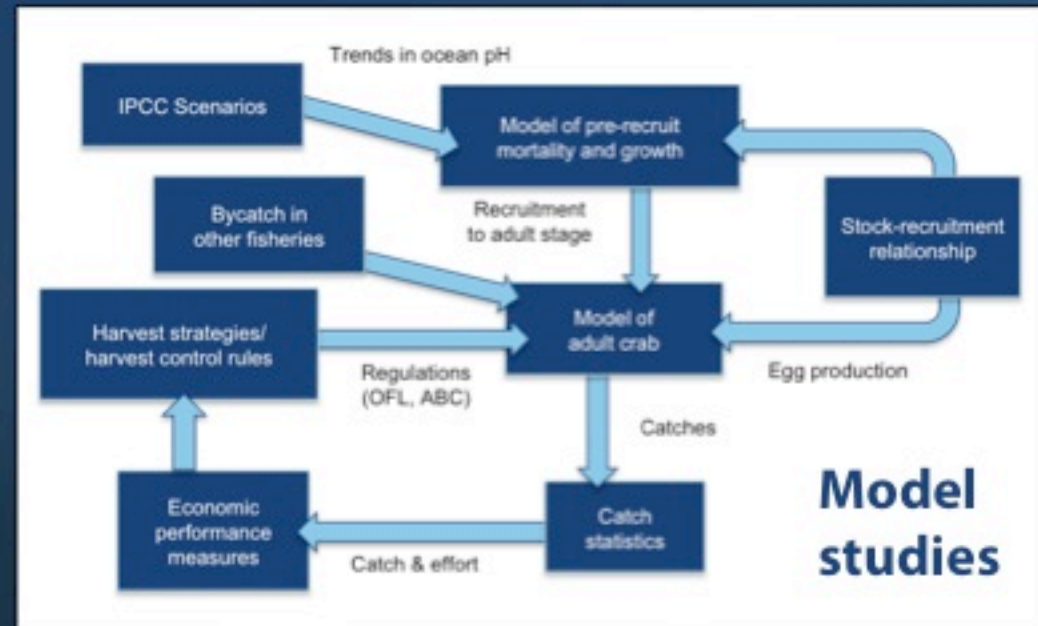 Trends in ocean pH
IPCC Scenarios
Model of pre-recruit
mortality and growth
Bycatch in
other fisheries
Recruitment
to adult stage
Stock-recruitment
relationship
Harvest strategies/
harvest control rules
Model of
adult crab
Regulations
(OFL, ABC)
Egg production
Catches
Economic
performance
measures
Catch
statistics
Catch & effort
Model
studies